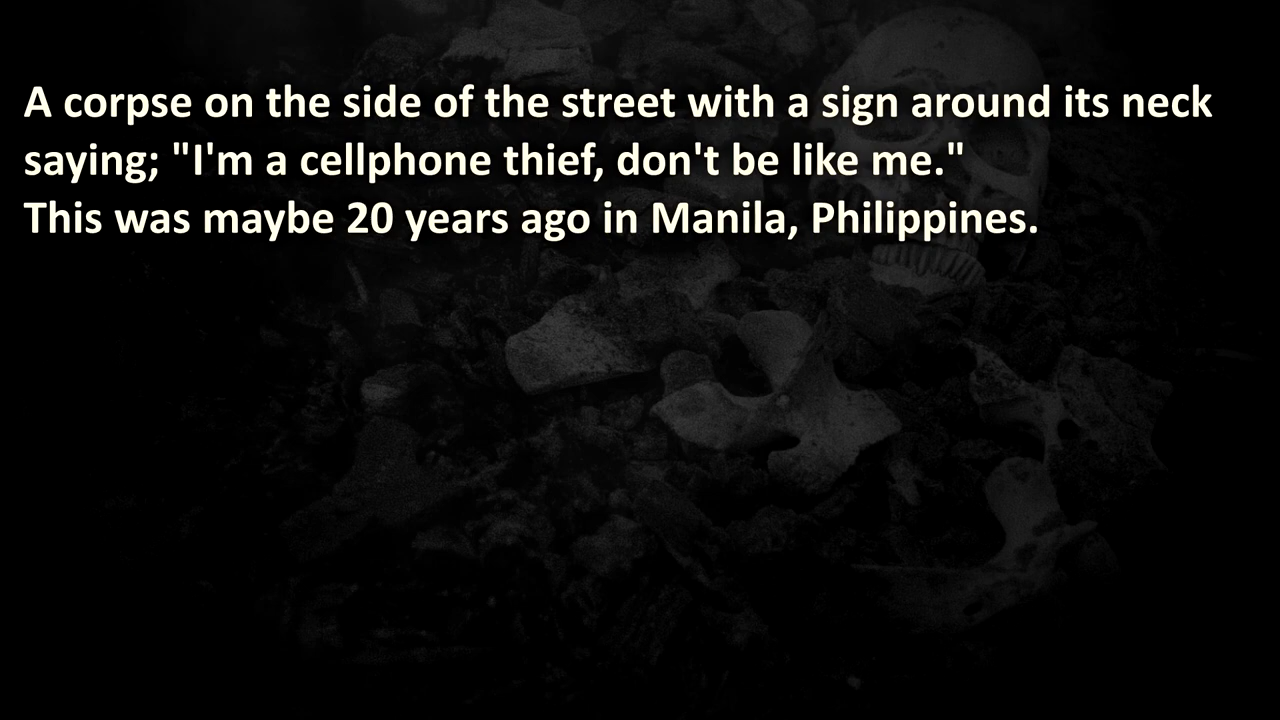 A corpse on the side of the street with a sign around its neck
saying; "I'm a cellphone thief, don't be like me."
This was maybe 20 years ago in Manila, Philippines.